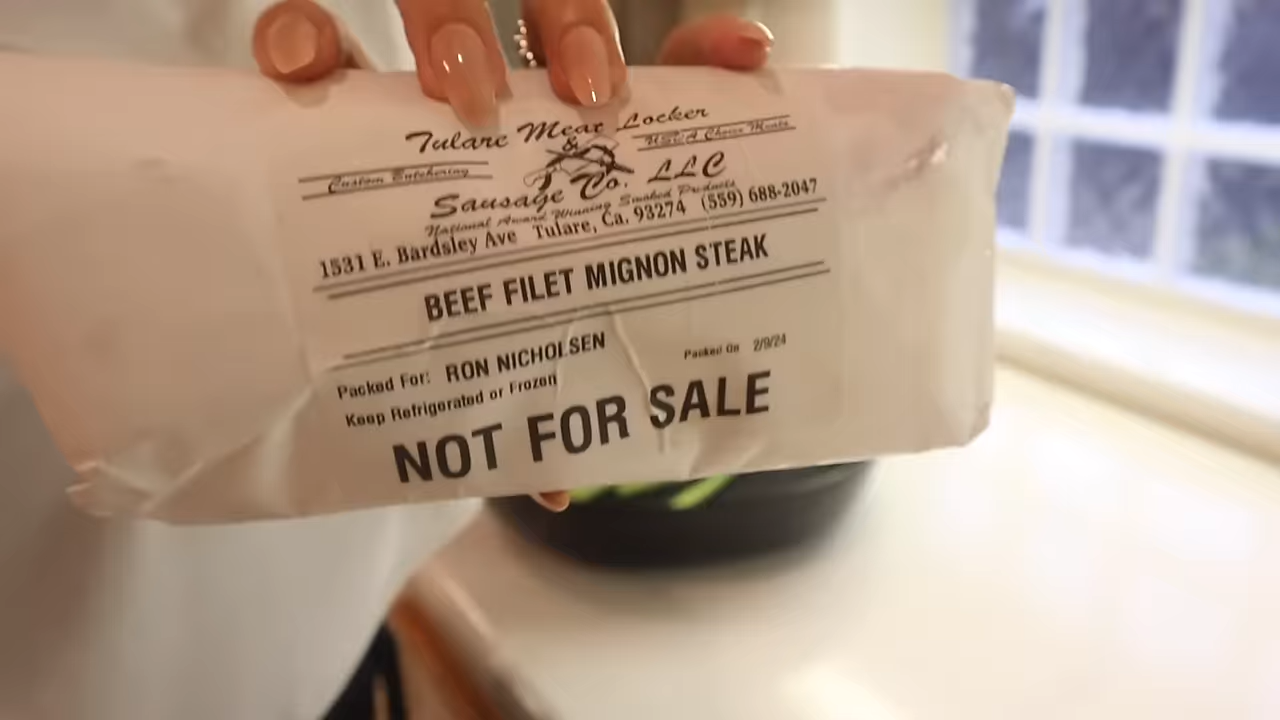 Tulare Meat Locker
&
Custom Butchering
USDA Choice Meats
Sausage Co. LLC
National Award Winning Smoked Products
1531 E. Bardsley Ave Tulare, Ca. 93274 (559) 688-2047
BEEF FILET MIGNON STEAK
Packed For: RON NICHOLSEN
Packed On 2/9/24
Keep Refrigerated or Frozen
NOT FOR SALE